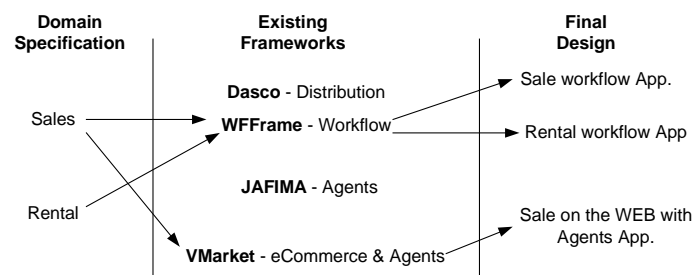 Domain
Specification
Existing
Frameworks
Final
Design
Dasco - Distribution
Sale workflow App.
Sales
WFFrame - Workflow
Rental workflow App
JAFIMA - Agents
Rental
Sale on the WEB with
Agents App.
VMarket - eCommerce & Agents